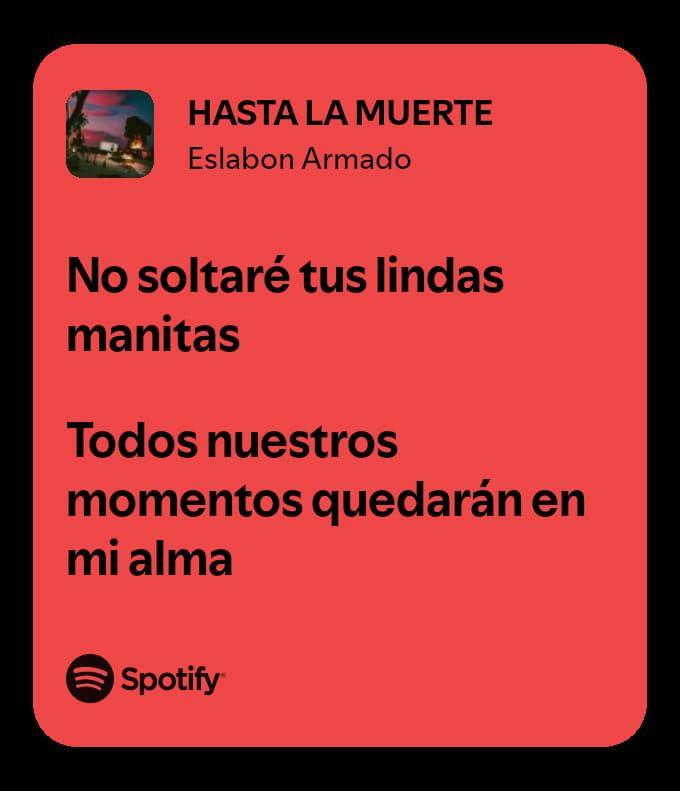 HASTA LA MUERTE
Eslabon Armado
No soltaré tus lindas
manitas
Todos nuestros
momentos quedarán en
mi alma
Spotify®